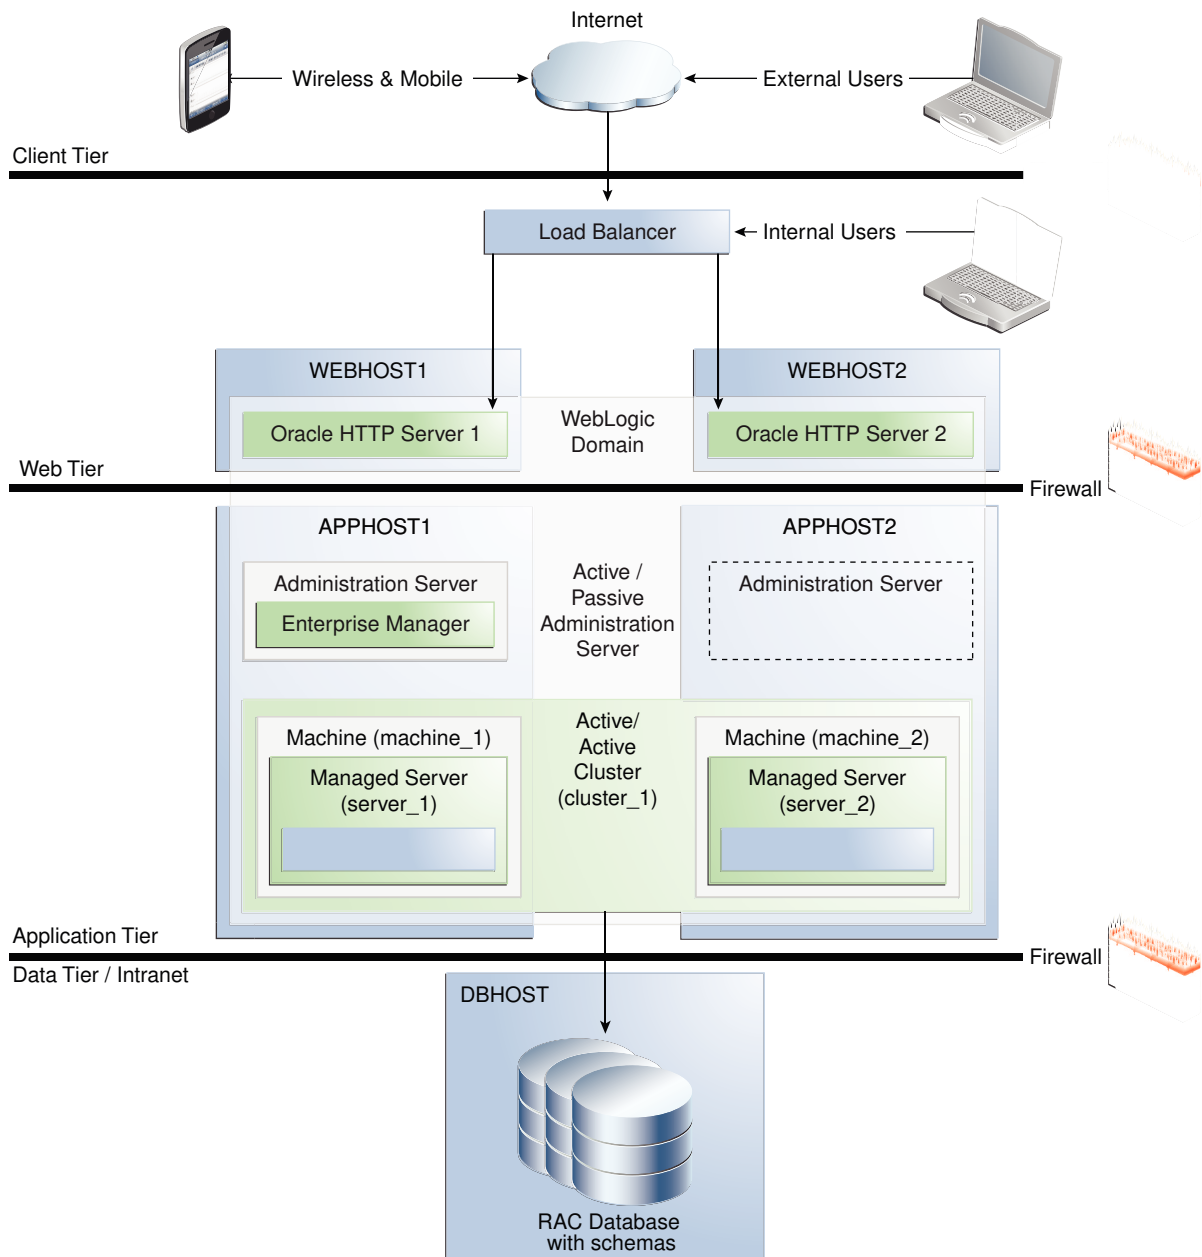 Internet
Wireless & Mobile
External Users
Client Tier
Load Balancer
Internal Users
WEBHOST1
WEBHOST2
Oracle HTTP Server 1
WebLogic
Domain
Oracle HTTP Server 2
Web Tier
Firewall
APPHOST1
APPHOST2
Administration Server
Enterprise Manager
Active /
Passive
Administration
Server
Administration Server
Machine (machine_1)
Managed Server
(server_1)
Active/
Active
Cluster
(cluster_1)
Machine (machine_2)
Managed Server
(server_2)
Application Tier
Firewall
Data Tier / Intranet
DBHOST
RAC Database
with schemas